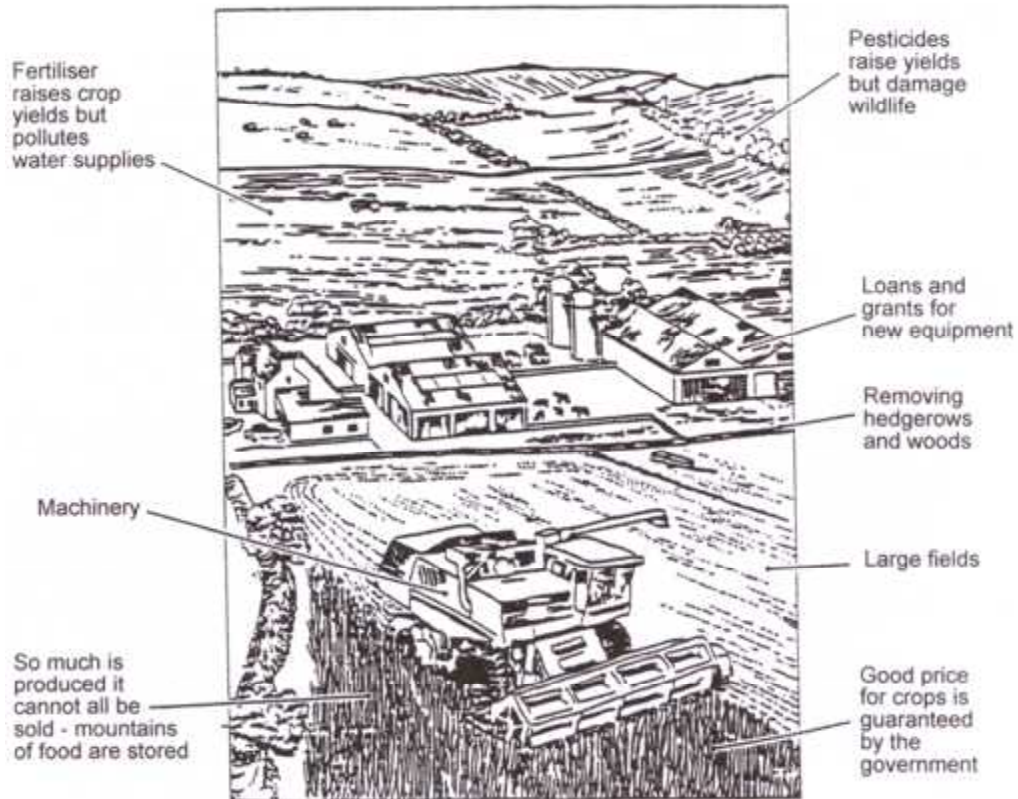 Fertiliser
raises crop
yields but
pollutes
water supplies
Pesticides
raise yields
but damage
wildlife
Loans and
grants for
new equipment
Removing
hedgerows
and woods
Machinery
Large fields
So much is
produced it
cannot all be
sold - mountains
of food are stored
Good price
for crops is
guaranteed
by the
government